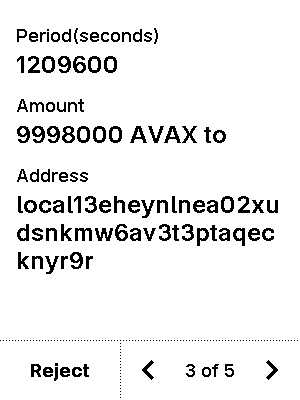 Period(seconds)
1209600
Amount
9998000 AVAX to
Address
local13eheynlnea02xu
dsnkmw6av3t3ptaqec
knyr9r
Reject
3 of 5